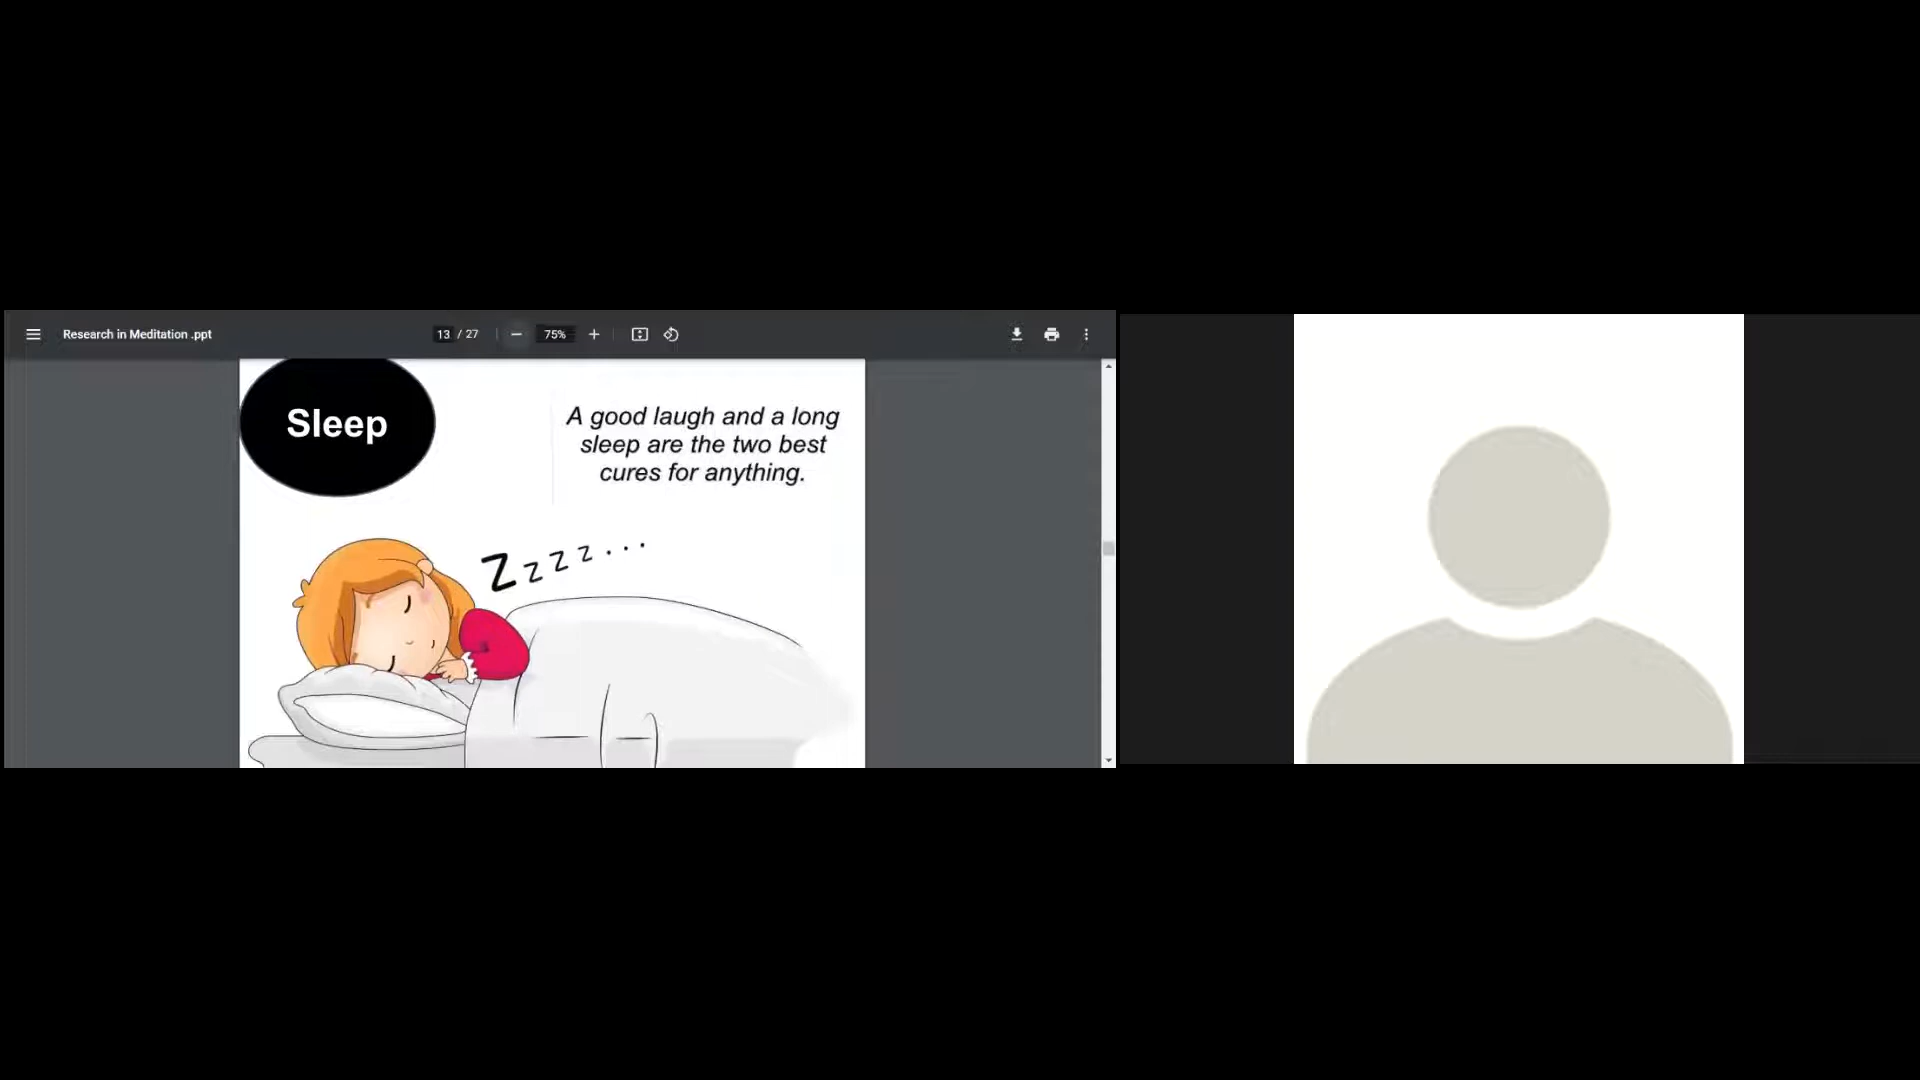 Research in Meditation .ppt
13 / 27
75%
Sleep
A good laugh and a long
sleep are the two best
cures for anything.
Zzzz...